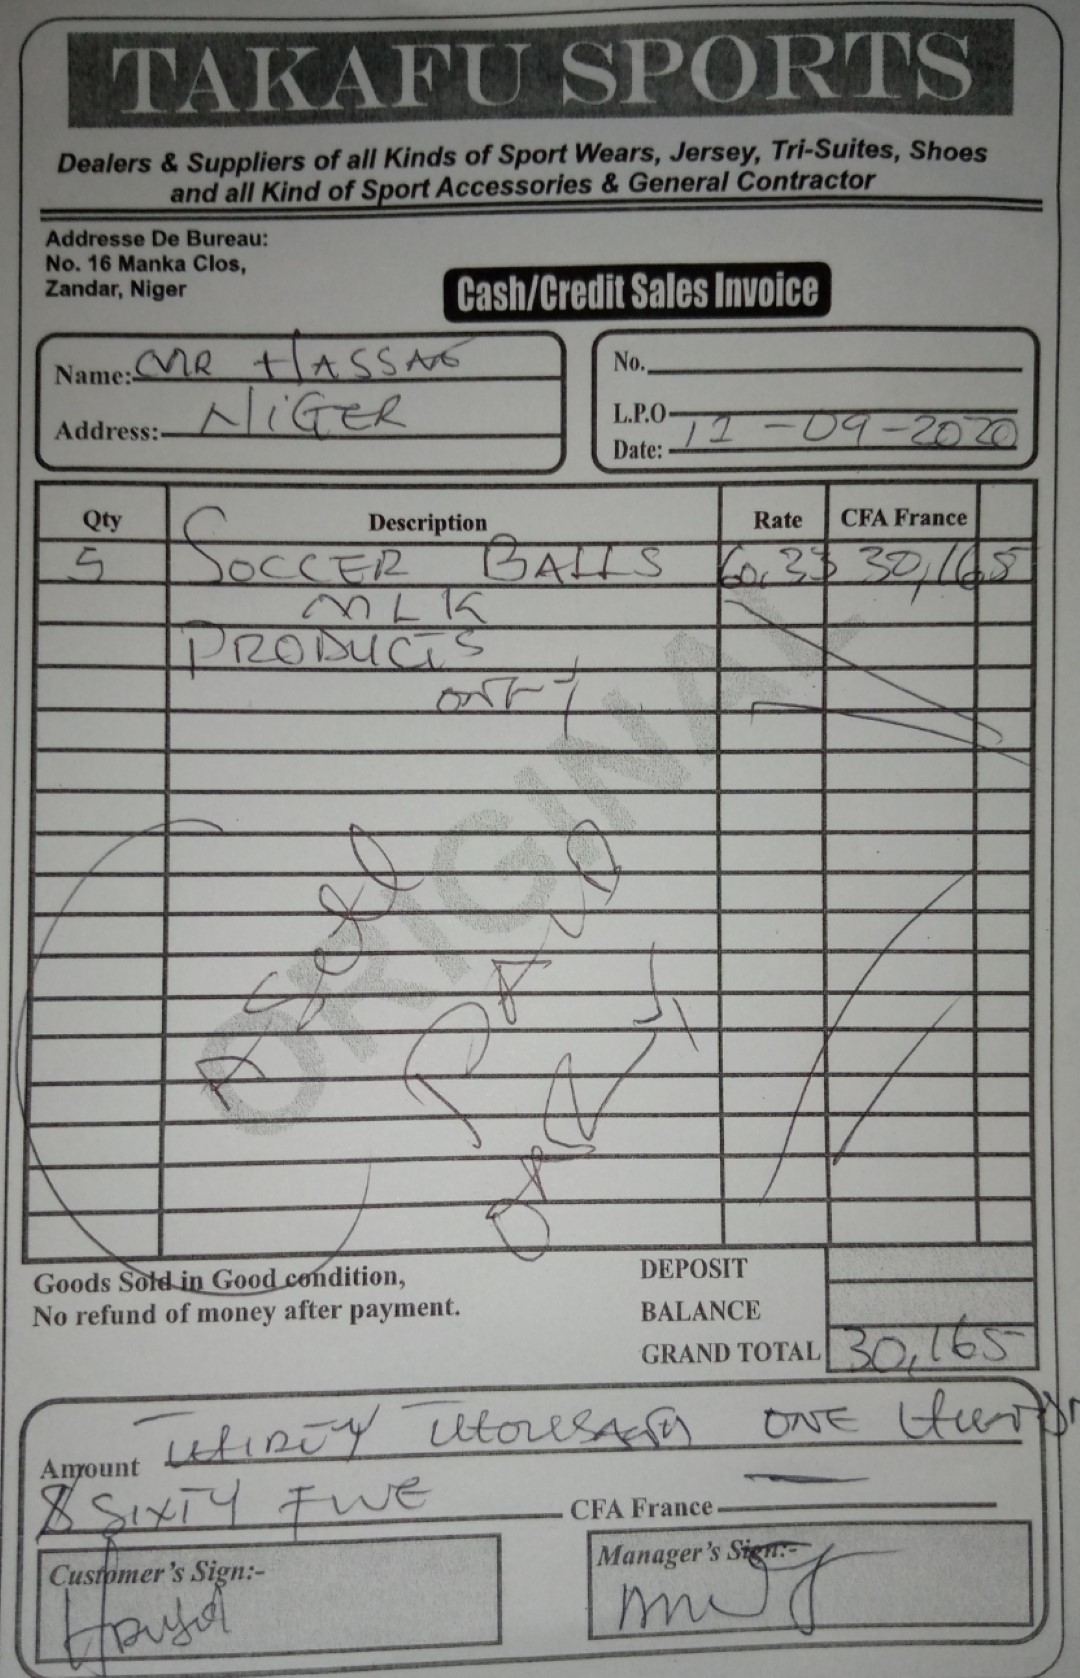 TAKAFU SPORTS
Dealers & Suppliers of all Kinds of Sport Wears, Jersey, Tri-Suites, Shoes
and all Kind of Sport Accessories & General Contractor
Addresse De Bureau:
No. 16 Manka Clos,
Zandar, Niger
Cash/Credit Sales Invoice
Name: MR HASSAN
Address: NIGER
No.
L.P.O
Date: 12-09-2020
Qty Description Rate CFA France
5 SOCCER BALLS 60,33 30,165
MLK
PRODUCTS
ONLY
ORIGINAL
DEPOSIT
Goods Sold in Good condition,
BALANCE
No refund of money after payment.
GRAND TOTAL 30,165
Amount THIRTY THOUSAND ONE
& SIXTY FIVE CFA France
Customer's Sign:-
Manager's Sign:-